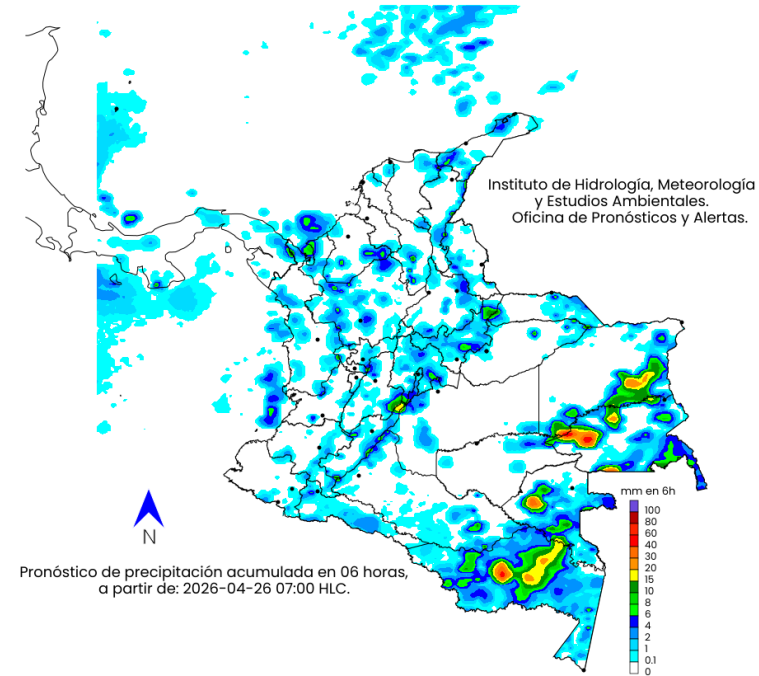 Instituto de Hidrología, Meteorología
y Estudios Ambientales.
Oficina de Pronósticos y Alertas.
mm en 6h
100
80
60
40
30
20
15
10
8
6
4
2
1
0.1
0
N
Pronóstico de precipitación acumulada en 06 horas,
a partir de: 2026-04-26 07:00 HLC.